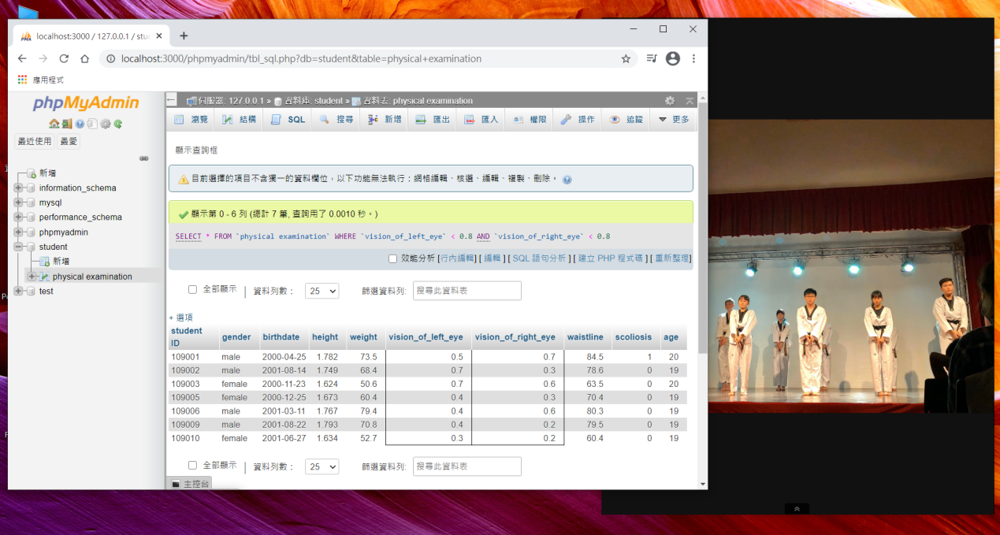 localhost:3000 / 127.0.0.1 / stud
localhost:3000/phpmyadmin/tbl_sql.php?db=student&table=physical+examination
應用程式
phpMyAdmin
最近使用 最愛
新增
information_schema
mysql
performance_schema
phpmyadmin
student
新增
physical examination
test
伺服器: 127.0.0.1 » 資料庫: student » 資料表: physical examination
瀏覽 結構 SQL 搜尋 新增 匯出 匯入 權限 操作 追蹤 更多
顯示查詢框
目前選擇的項目不含獨一的資料欄位，以下功能無法執行：網格編輯、核選、編輯、複製、刪除。
顯示第 0 - 6 列 (總計 7 筆, 查詢用了 0.0010 秒。)
SELECT * FROM `physical examination` WHERE `vision_of_left_eye` < 0.8 AND `vision_of_right_eye` < 0.8
效能分析 [行內編輯] [ 編輯 ] [ SQL 語句分析 ] [ 建立 PHP 程式碼 ] [ 重新整理]
全部顯示 | 資料列數： 25 篩選資料列: 搜尋此資料表
+ 選項
student ID gender birthdate height weight vision_of_left_eye vision_of_right_eye waistline scoliosis age
109001 male 2000-04-25 1.782 73.5 0.5 0.7 84.5 1 20
109002 male 2001-08-14 1.749 68.4 0.7 0.3 78.6 0 19
109003 female 2000-11-23 1.624 50.6 0.7 0.6 63.5 0 20
109005 female 2000-12-25 1.673 60.4 0.4 0.3 70.4 0 19
109006 male 2001-03-11 1.767 79.4 0.4 0.6 80.3 0 19
109009 male 2001-08-22 1.793 70.8 0.4 0.2 79.5 0 19
109010 female 2001-06-27 1.634 52.7 0.3 0.2 60.4 0 19
全部顯示 | 資料列數： 25 篩選資料列: 搜尋此資料表
主控台